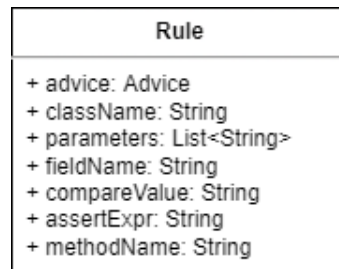 Rule
+ advice: Advice
+ className: String
+ parameters: List<String>
+ fieldName: String
+ compareValue: String
+ assertExpr: String
+ methodName: String